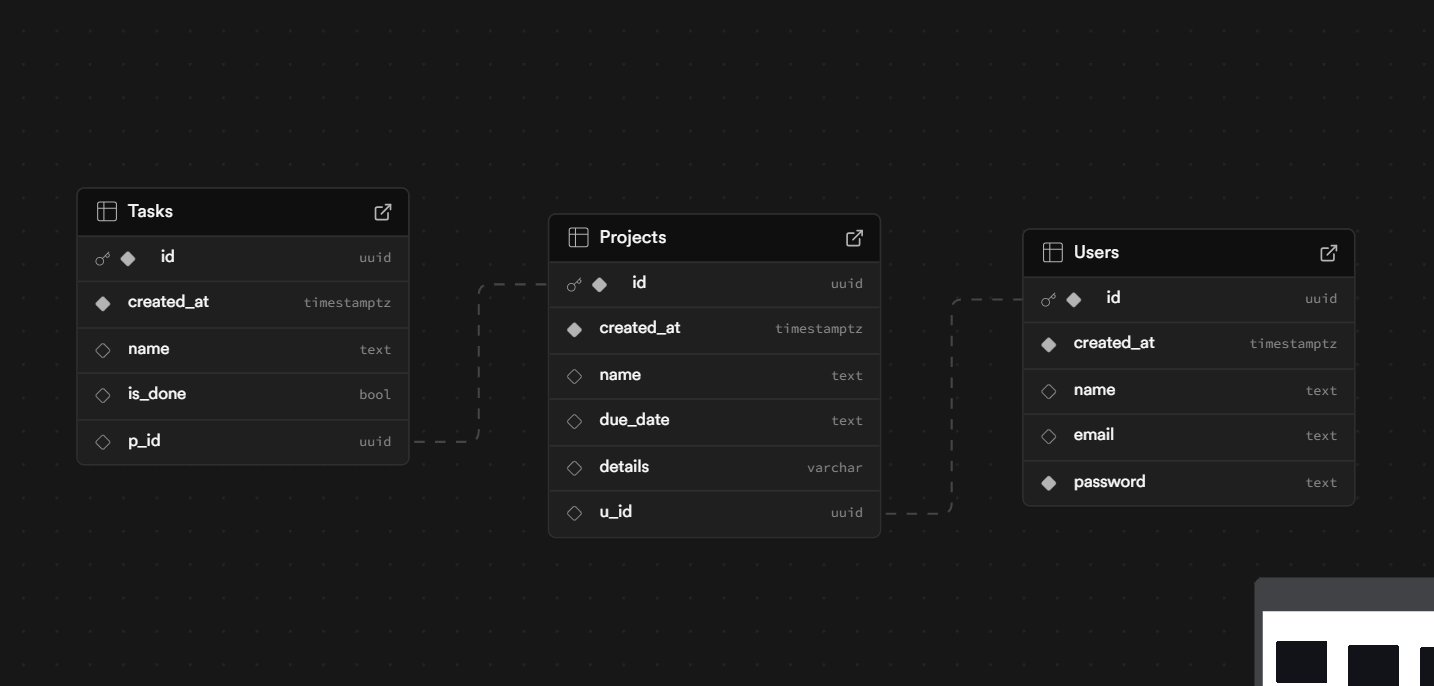 Tasks
id uuid
created_at timestamptz
name text
is_done bool
p_id uuid
Projects
id uuid
created_at timestamptz
name text
due_date text
details varchar
u_id uuid
Users
id uuid
created_at timestamptz
name text
email text
password text